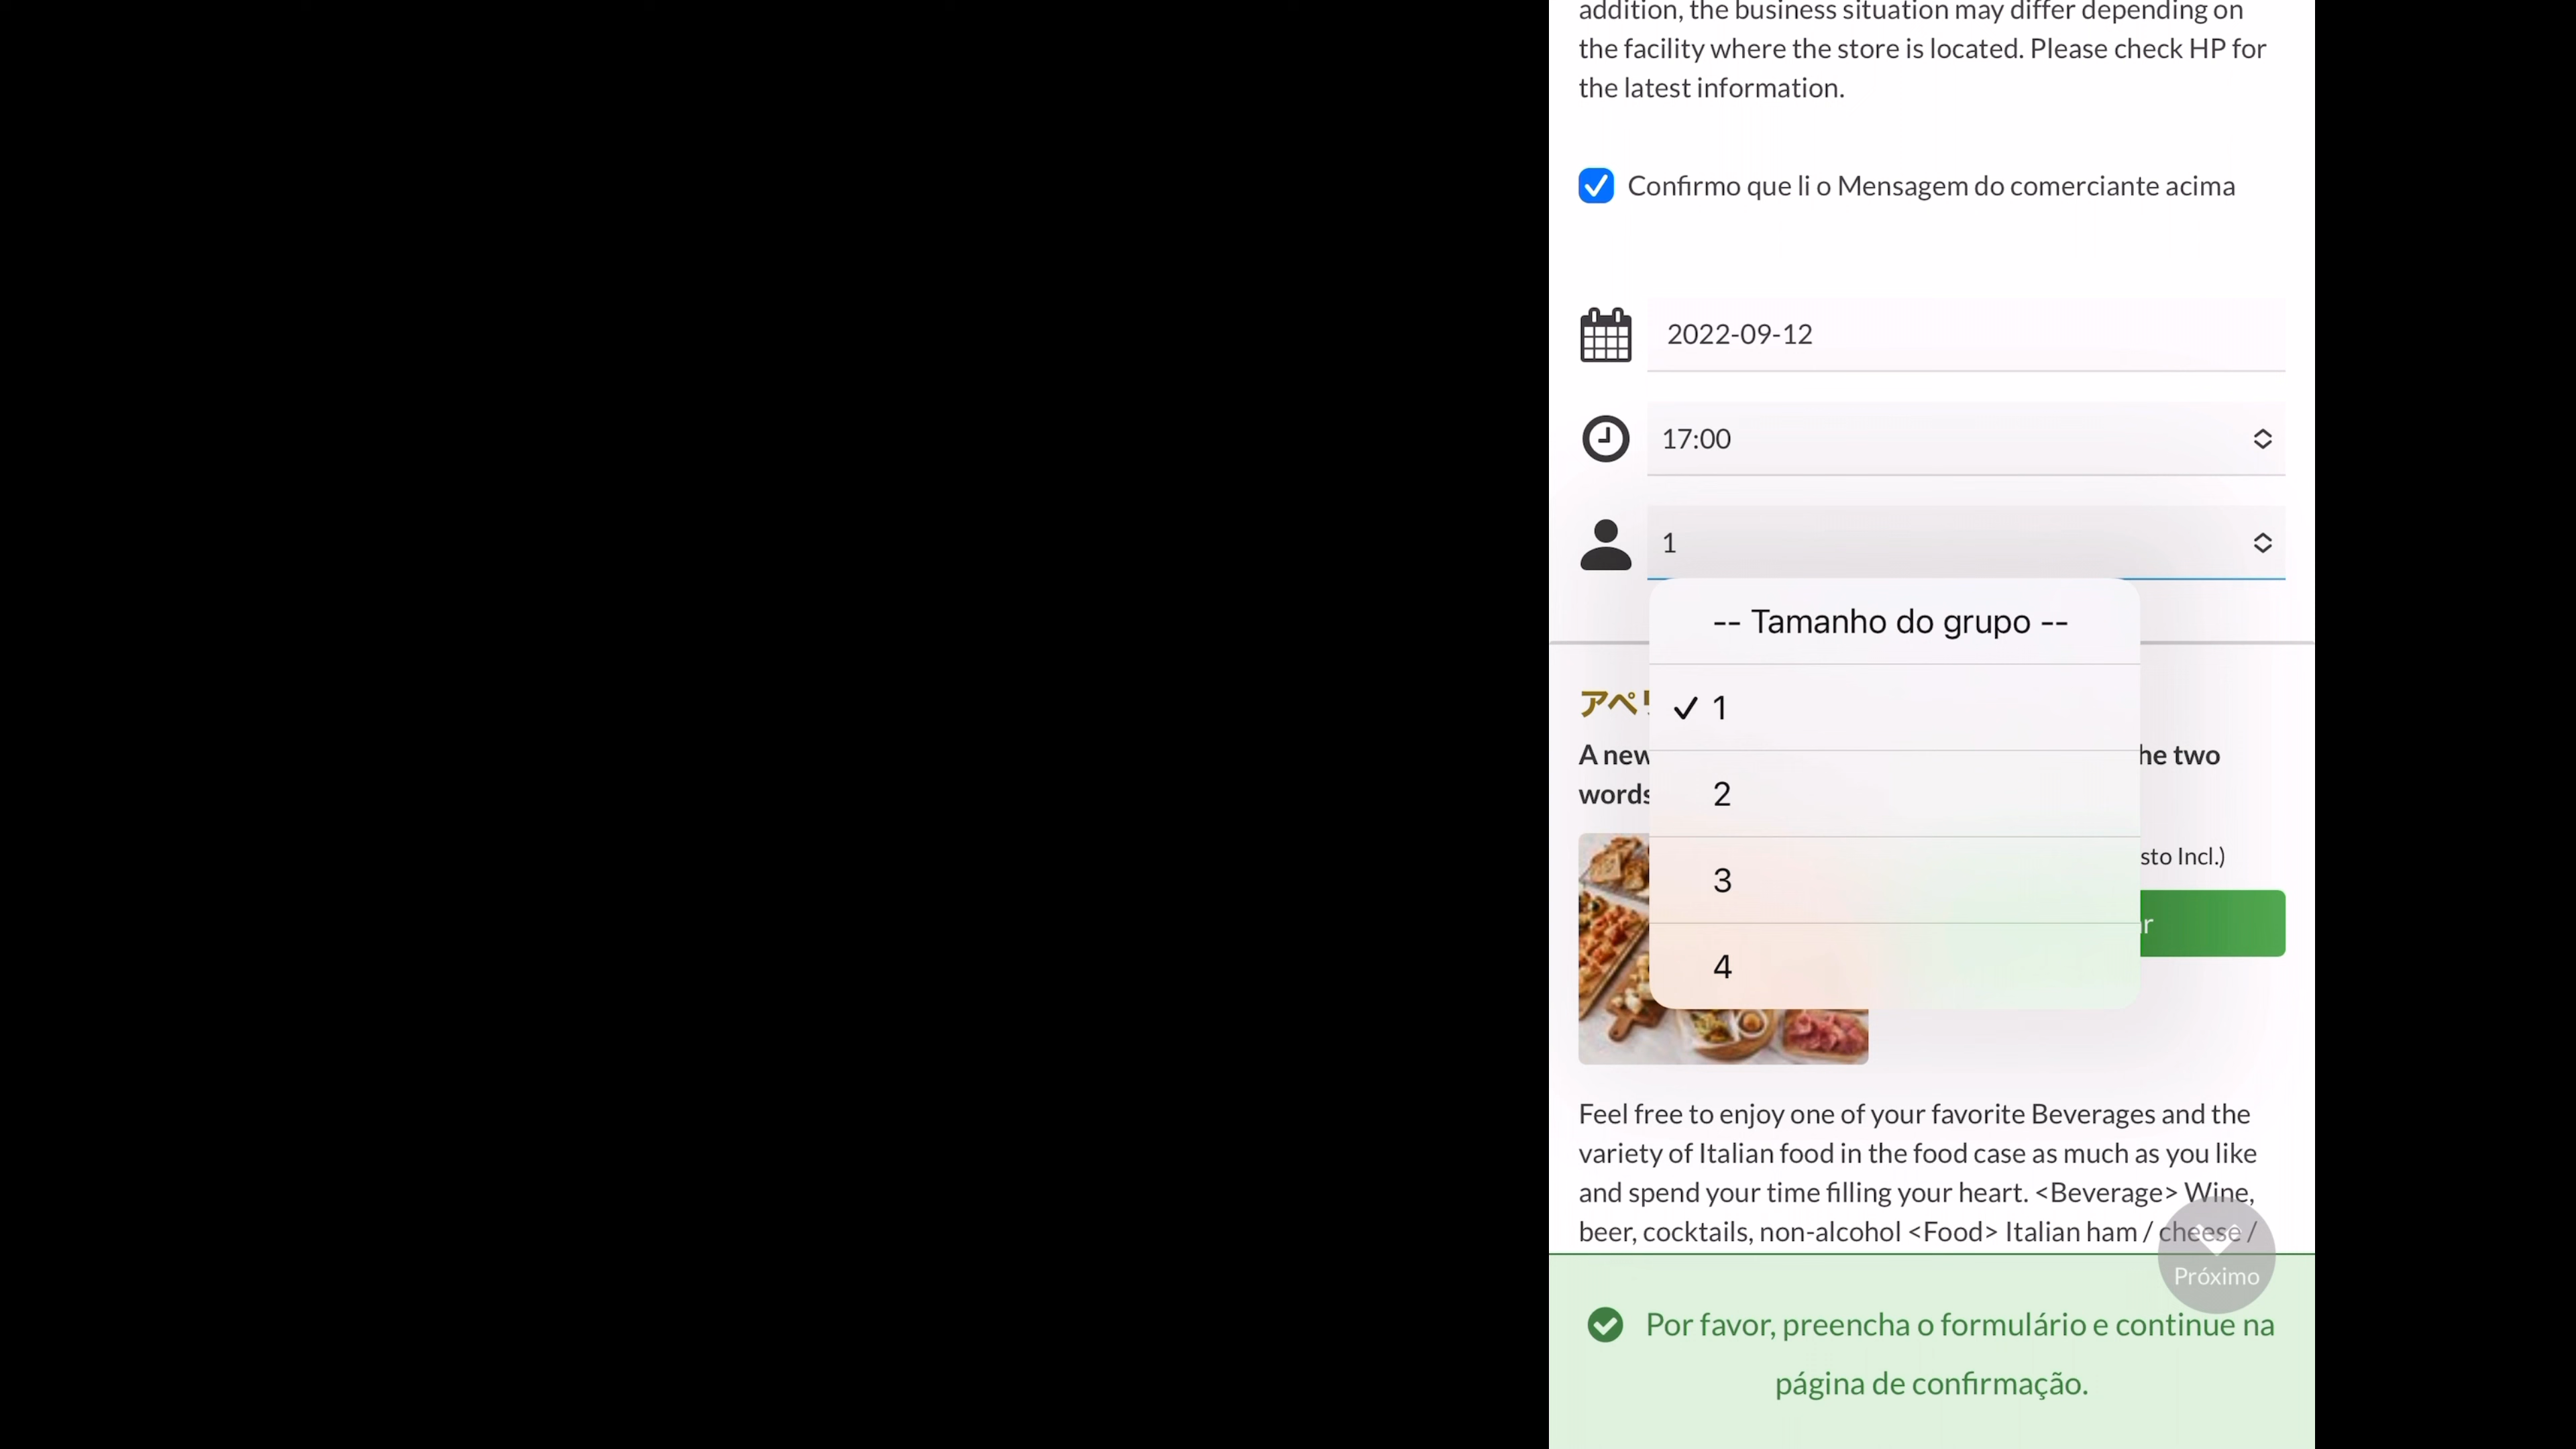 addition, the business situation may differ depending on
the facility where the store is located. Please check HP for
the latest information.
Confirmo que li o Mensagem do comerciante acima
2022-09-12
17:00
1
-- Tamanho do grupo --
1
2
3
4
アペ
A new
he two
words
sto Incl.)
r
Feel free to enjoy one of your favorite Beverages and the
variety of Italian food in the food case as much as you like
and spend your time filling your heart. <Beverage> Wine,
beer, cocktails, non-alcohol <Food> Italian ham / cheese /
Próximo
Por favor, preencha o formulário e continue na
página de confirmação.